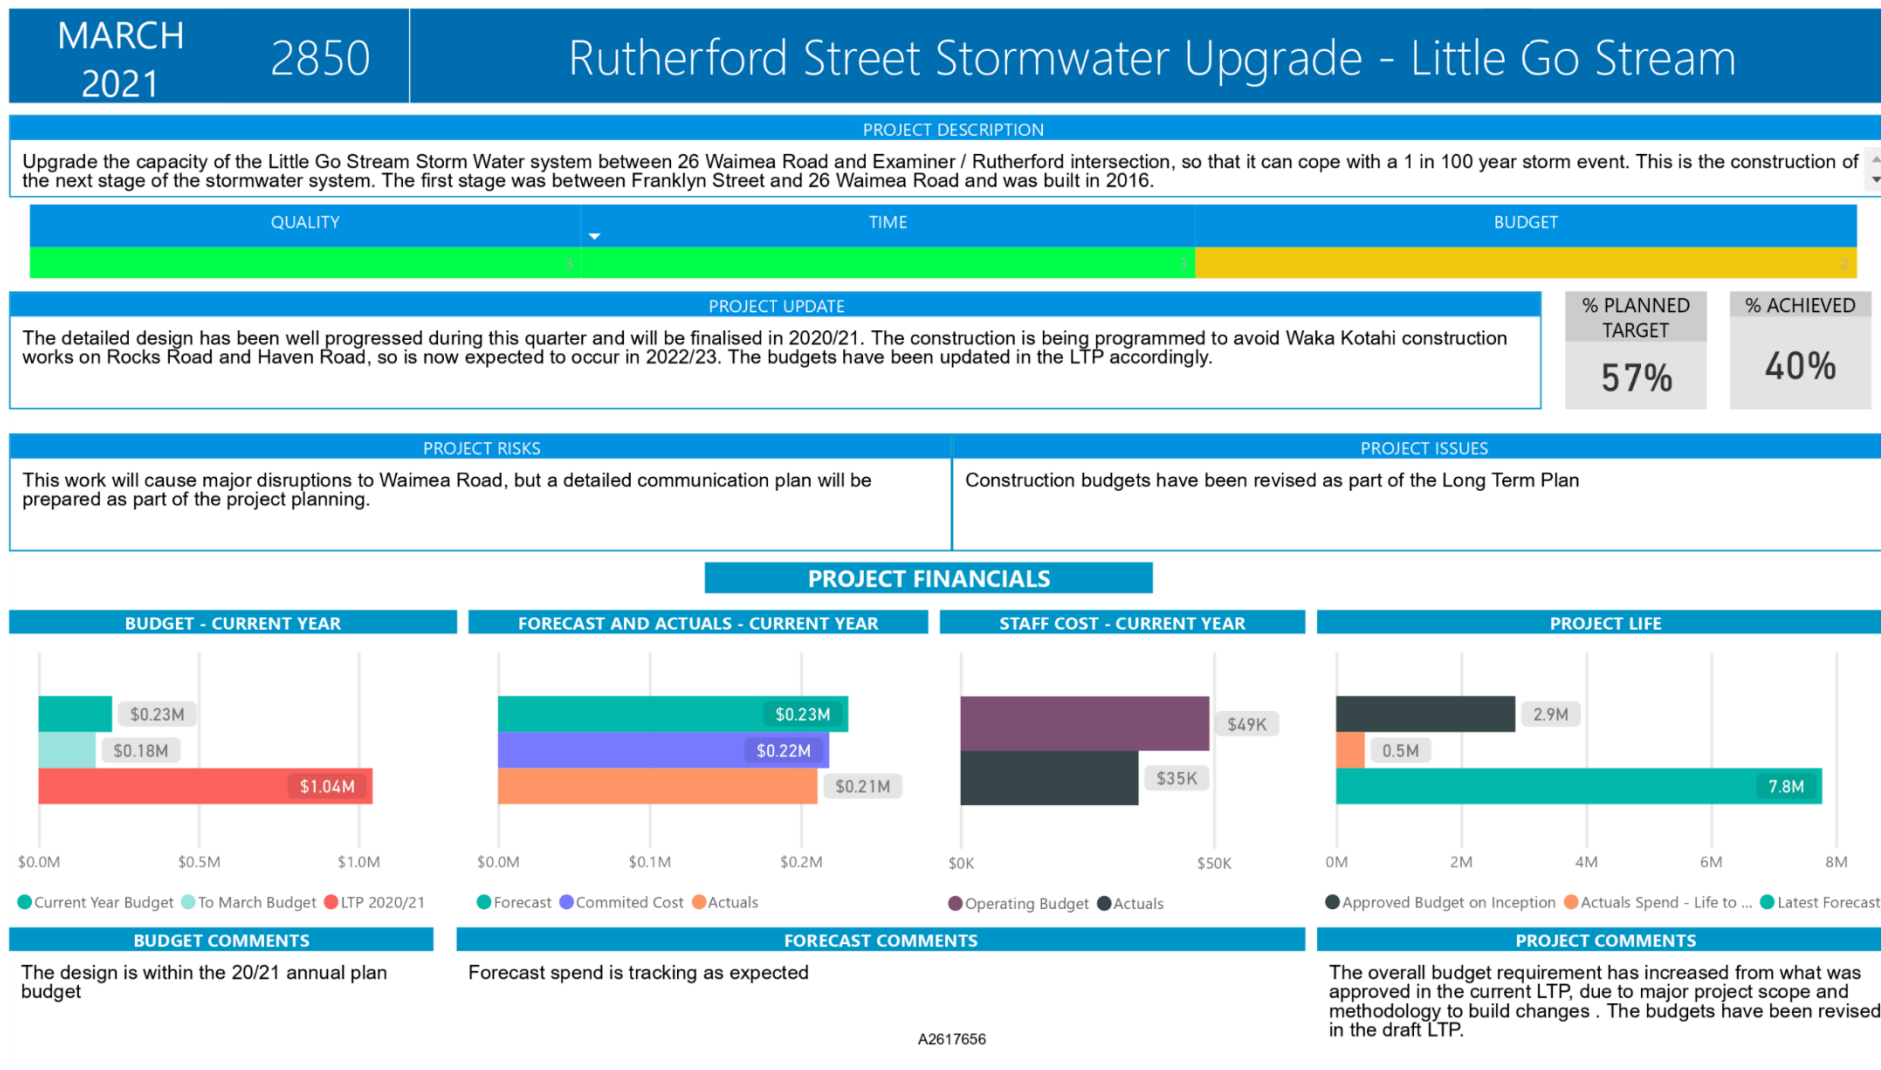 MARCH
2021
2850
Rutherford Street Stormwater Upgrade - Little Go Stream
PROJECT DESCRIPTION
Upgrade the capacity of the Little Go Stream Storm Water system between 26 Waimea Road and Examiner / Rutherford intersection, so that it can cope with a 1 in 100 year storm event. This is the construction of
the next stage of the stormwater system. The first stage was between Franklyn Street and 26 Waimea Road and was built in 2016.
QUALITY
TIME
BUDGET
3
3
2
PROJECT UPDATE
The detailed design has been well progressed during this quarter and will be finalised in 2020/21. The construction is being programmed to avoid Waka Kotahi construction
works on Rocks Road and Haven Road, so is now expected to occur in 2022/23. The budgets have been updated in the LTP accordingly.
% PLANNED
TARGET
57%
% ACHIEVED
40%
PROJECT RISKS
This work will cause major disruptions to Waimea Road, but a detailed communication plan will be
prepared as part of the project planning.
PROJECT ISSUES
Construction budgets have been revised as part of the Long Term Plan
PROJECT FINANCIALS
BUDGET - CURRENT YEAR
$0.23M
$0.18M
$1.04M
$0.0M $0.5M $1.0M
Current Year Budget To March Budget LTP 2020/21
FORECAST AND ACTUALS - CURRENT YEAR
$0.23M
$0.22M
$0.21M
$0.0M $0.1M $0.2M
Forecast Commited Cost Actuals
STAFF COST - CURRENT YEAR
$49K
$35K
$0K $50K
Operating Budget Actuals
PROJECT LIFE
2.9M
0.5M
7.8M
0M 2M 4M 6M 8M
Approved Budget on Inception Actuals Spend - Life to ... Latest Forecast
BUDGET COMMENTS
The design is within the 20/21 annual plan
budget
FORECAST COMMENTS
Forecast spend is tracking as expected
PROJECT COMMENTS
The overall budget requirement has increased from what was
approved in the current LTP, due to major project scope and
methodology to build changes . The budgets have been revised
in the draft LTP.
A2617656